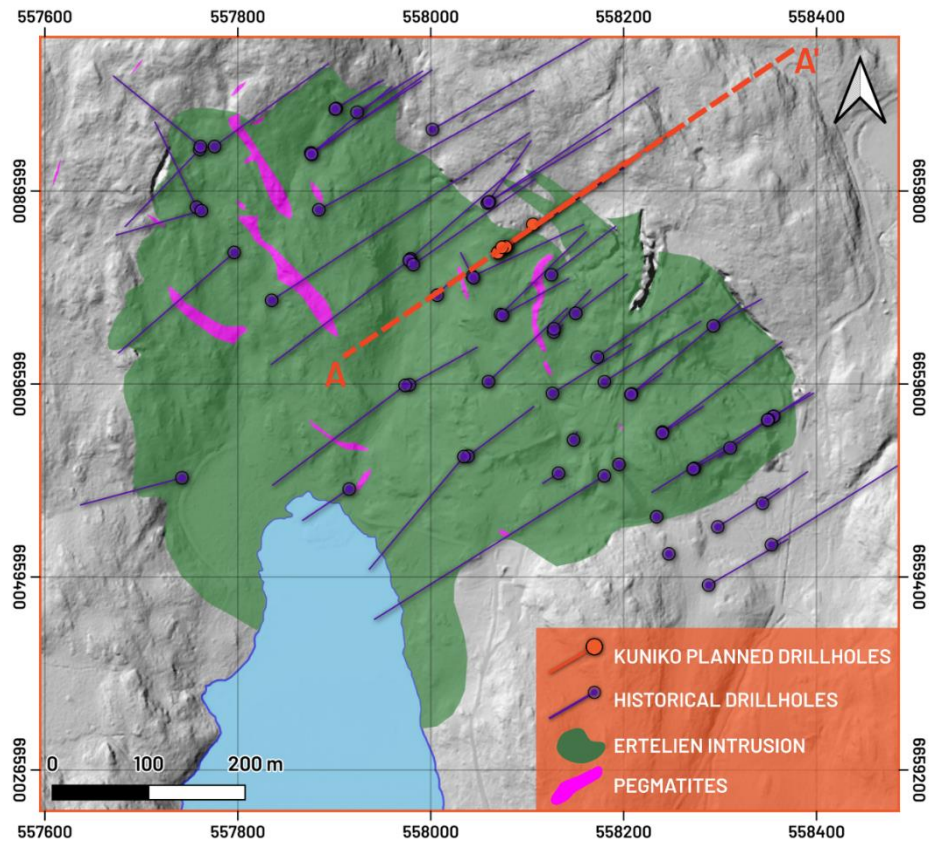 557600 557800 558000 558200 558400
A'
6659800 6659800
A
6659600 6659600
6659400 6659400
KUNIKO PLANNED DRILLHOLES
HISTORICAL DRILLHOLES
ERTELIEN INTRUSION
PEGMATITES
0 100 200 m
6659200 6659200
557600 557800 558000 558200 558400